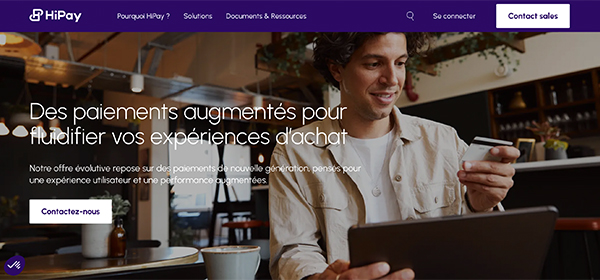 HiPay
Pourquoi HiPay ?
Solutions
Documents & Ressources
Se connecter
Contact sales
Des paiements augmentés pour
fluidifier vos expériences d'achat
Notre offre évolutive repose sur des paiements de nouvelle génération, pensés pour
une expérience utilisateur et une performance augmentées.
Contactez-nous